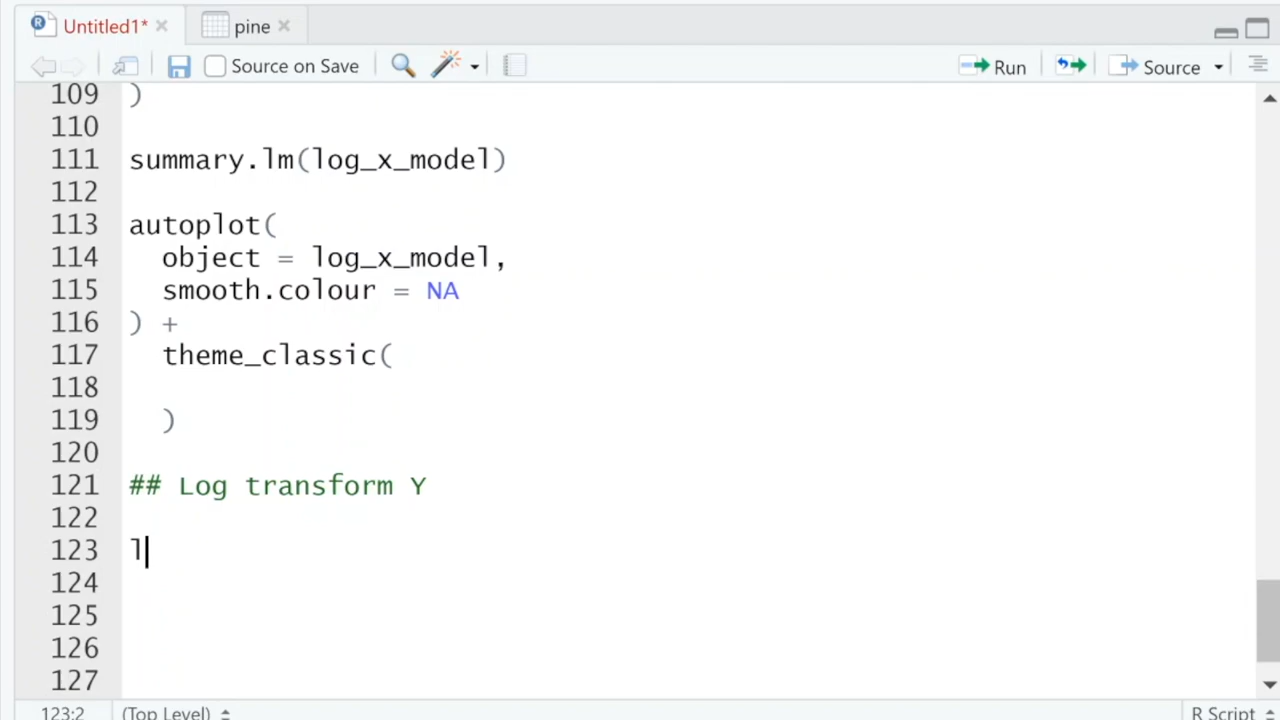 Untitled1* pine
Source on Save Run Source
109 )
110
111 summary.lm(log_x_model)
112
113 autoplot(
114 object = log_x_model,
115 smooth.colour = NA
116 ) +
117 theme_classic(
118
119 )
120
121 ## Log transform Y
122
123 l
124
125
126
127
123:2 (Top Level) R Script